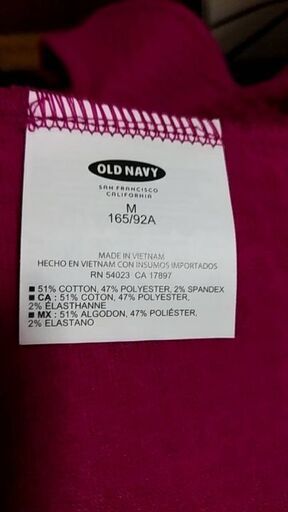 OLD NAVY
SAN FRANCISCO
CALIFORNIA
M
165/92A
MADE IN VIETNAM
HECHO EN VIETNAM CON INSUMOS IMPORTADOS
RN 54023 CA 17897
■ 51% COTTON, 47% POLYESTER, 2% SPANDEX
■ CA : 51% COTON, 47% POLYESTER,
2% ÉLASTHANNE
■ MX : 51% ALGODON, 47% POLIÉSTER,
2% ELASTANO